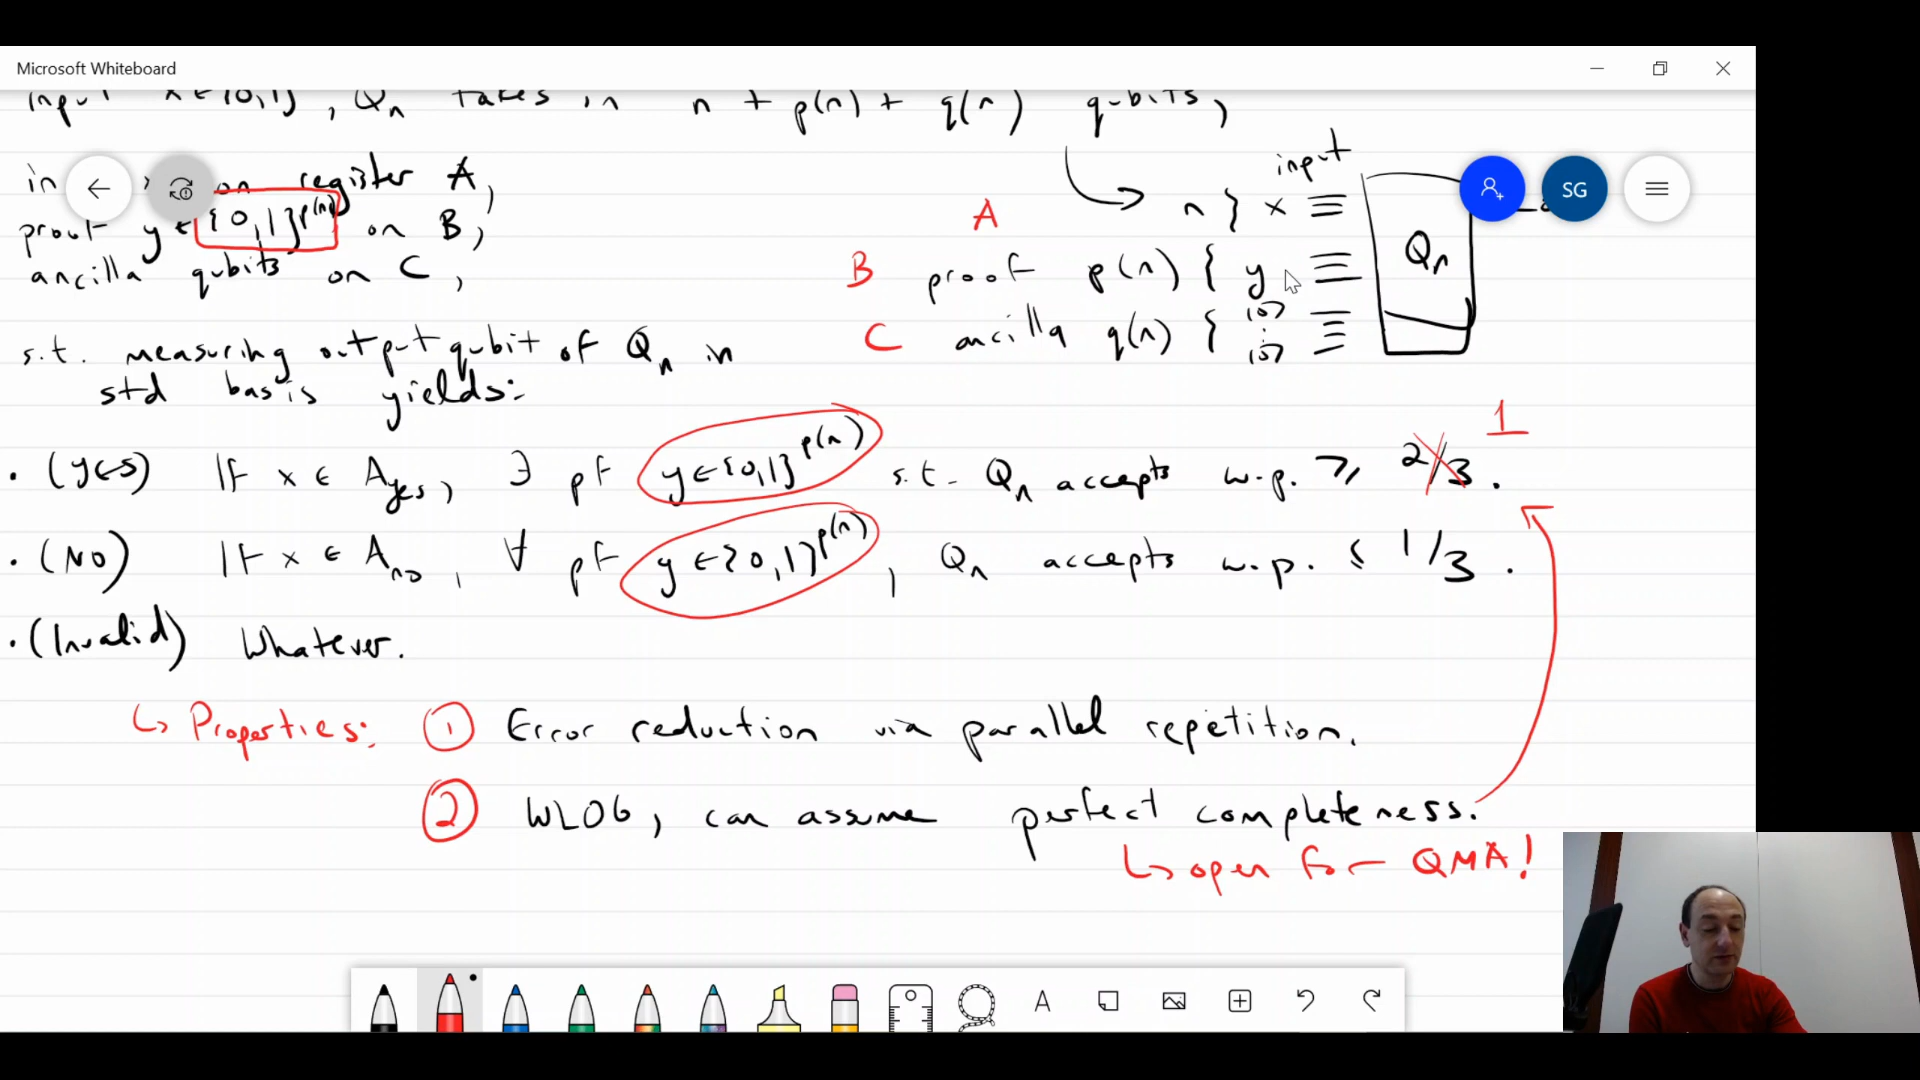 Microsoft Whiteboard
input x ∈ {0,1}, Qn takes in n + p(n) + q(n) qubits,
in on register A,
proof y ∈ {0,1}^p(n) on B,
ancilla qubits on C,
input
A n } x
B proof p(n) { y
C ancilla q(n) { |0> : |0>
Qn
SG
s.t. measuring output qubit of Qn in
std basis yields:
1
· (YES) If x ∈ Ayes, ∃ pf y ∈ {0,1}^p(n) s.t. Qn accepts w.p. ≥ 2/3.
· (NO) If x ∈ Ano, ∀ pf y ∈ {0,1}^p(n), Qn accepts w.p. ≤ 1/3.
· (Invalid) Whatever.
↳ Properties: ① Error reduction via parallel repetition.
② WLOG, can assume perfect completeness.
↳ open for QMA!